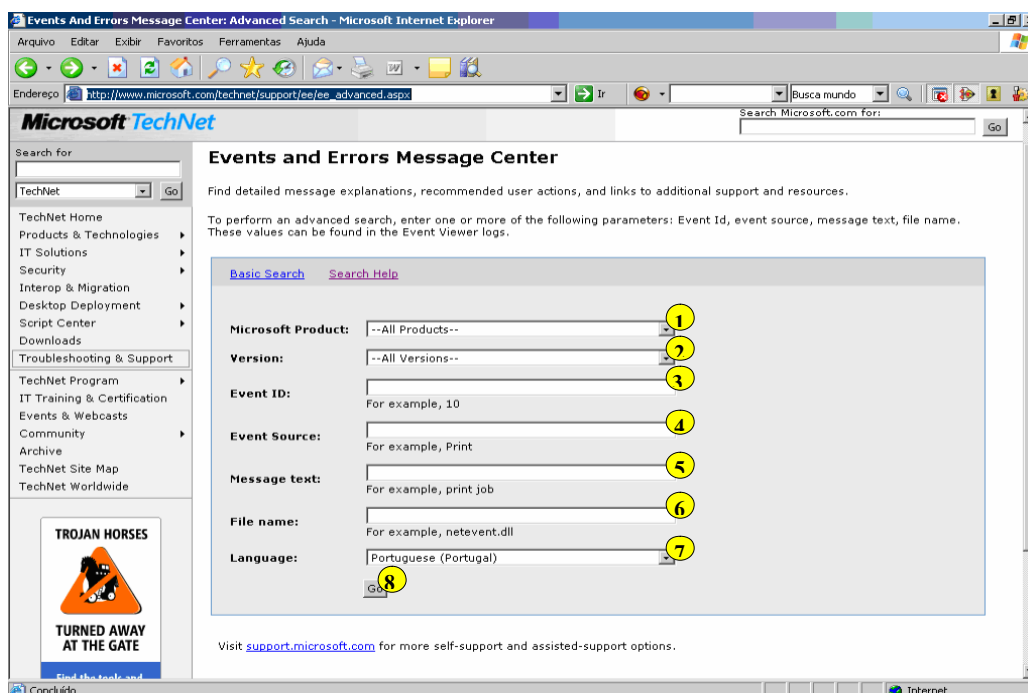 Events And Errors Message Center: Advanced Search - Microsoft Internet Explorer
Arquivo Editar Exibir Favoritos Ferramentas Ajuda
Endereço http://www.microsoft.com/technet/support/ee/ee_advanced.aspx Ir Busca mundo
Microsoft TechNet
Search Microsoft.com for:
Go
Search for
TechNet Go
TechNet Home
Products & Technologies
IT Solutions
Security
Interop & Migration
Desktop Deployment
Script Center
Downloads
Troubleshooting & Support
TechNet Program
IT Training & Certification
Events & Webcasts
Community
Archive
TechNet Site Map
TechNet Worldwide
TROJAN HORSES
TURNED AWAY
AT THE GATE
Find the tools and
Events and Errors Message Center
Find detailed message explanations, recommended user actions, and links to additional support and resources.
To perform an advanced search, enter one or more of the following parameters: Event Id, event source, message text, file name.
These values can be found in the Event Viewer logs.
Basic Search Search Help
Microsoft Product: --All Products-- 1
Version: --All Versions-- 2
Event ID: 3
For example, 10
Event Source: 4
For example, Print
Message text: 5
For example, print job
File name: 6
For example, netevent.dll
Language: Portuguese (Portugal) 7
Go 8
Visit support.microsoft.com for more self-support and assisted-support options.
Concluído Internet